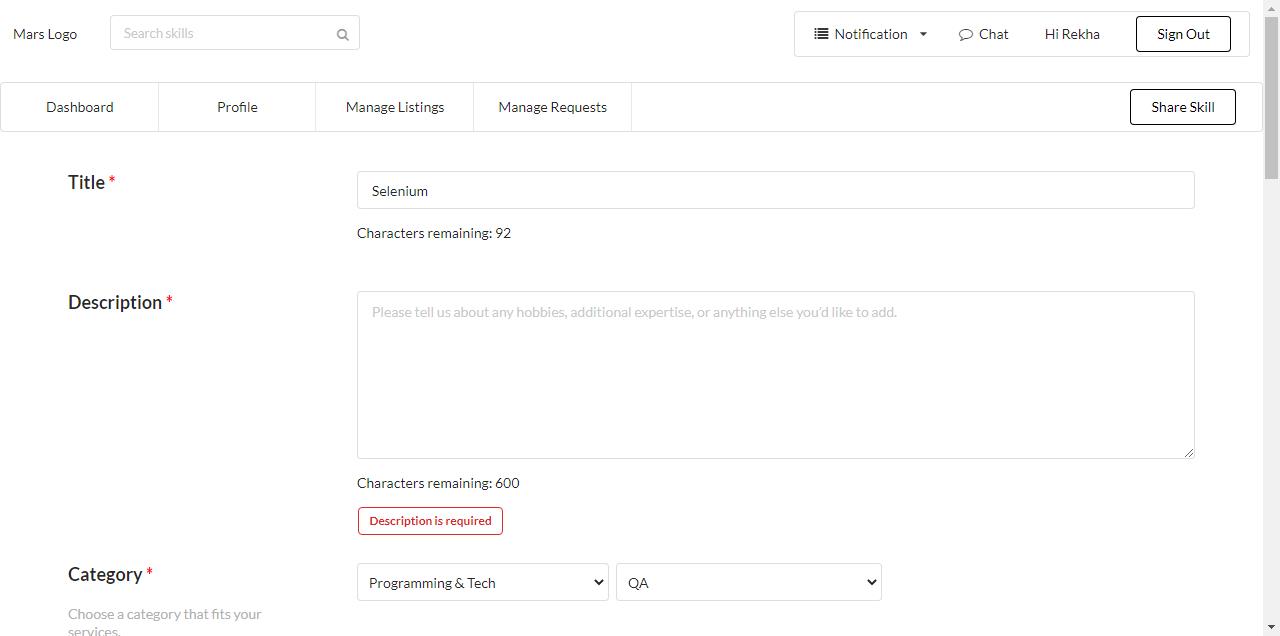 Mars Logo
Search skills
Notification
Chat
Hi Rekha
Sign Out
Dashboard
Profile
Manage Listings
Manage Requests
Share Skill
Title *
Selenium
Characters remaining: 92
Description *
Please tell us about any hobbies, additional expertise, or anything else you'd like to add.
Characters remaining: 600
Description is required
Category *
Programming & Tech
QA
Choose a category that fits your
services.